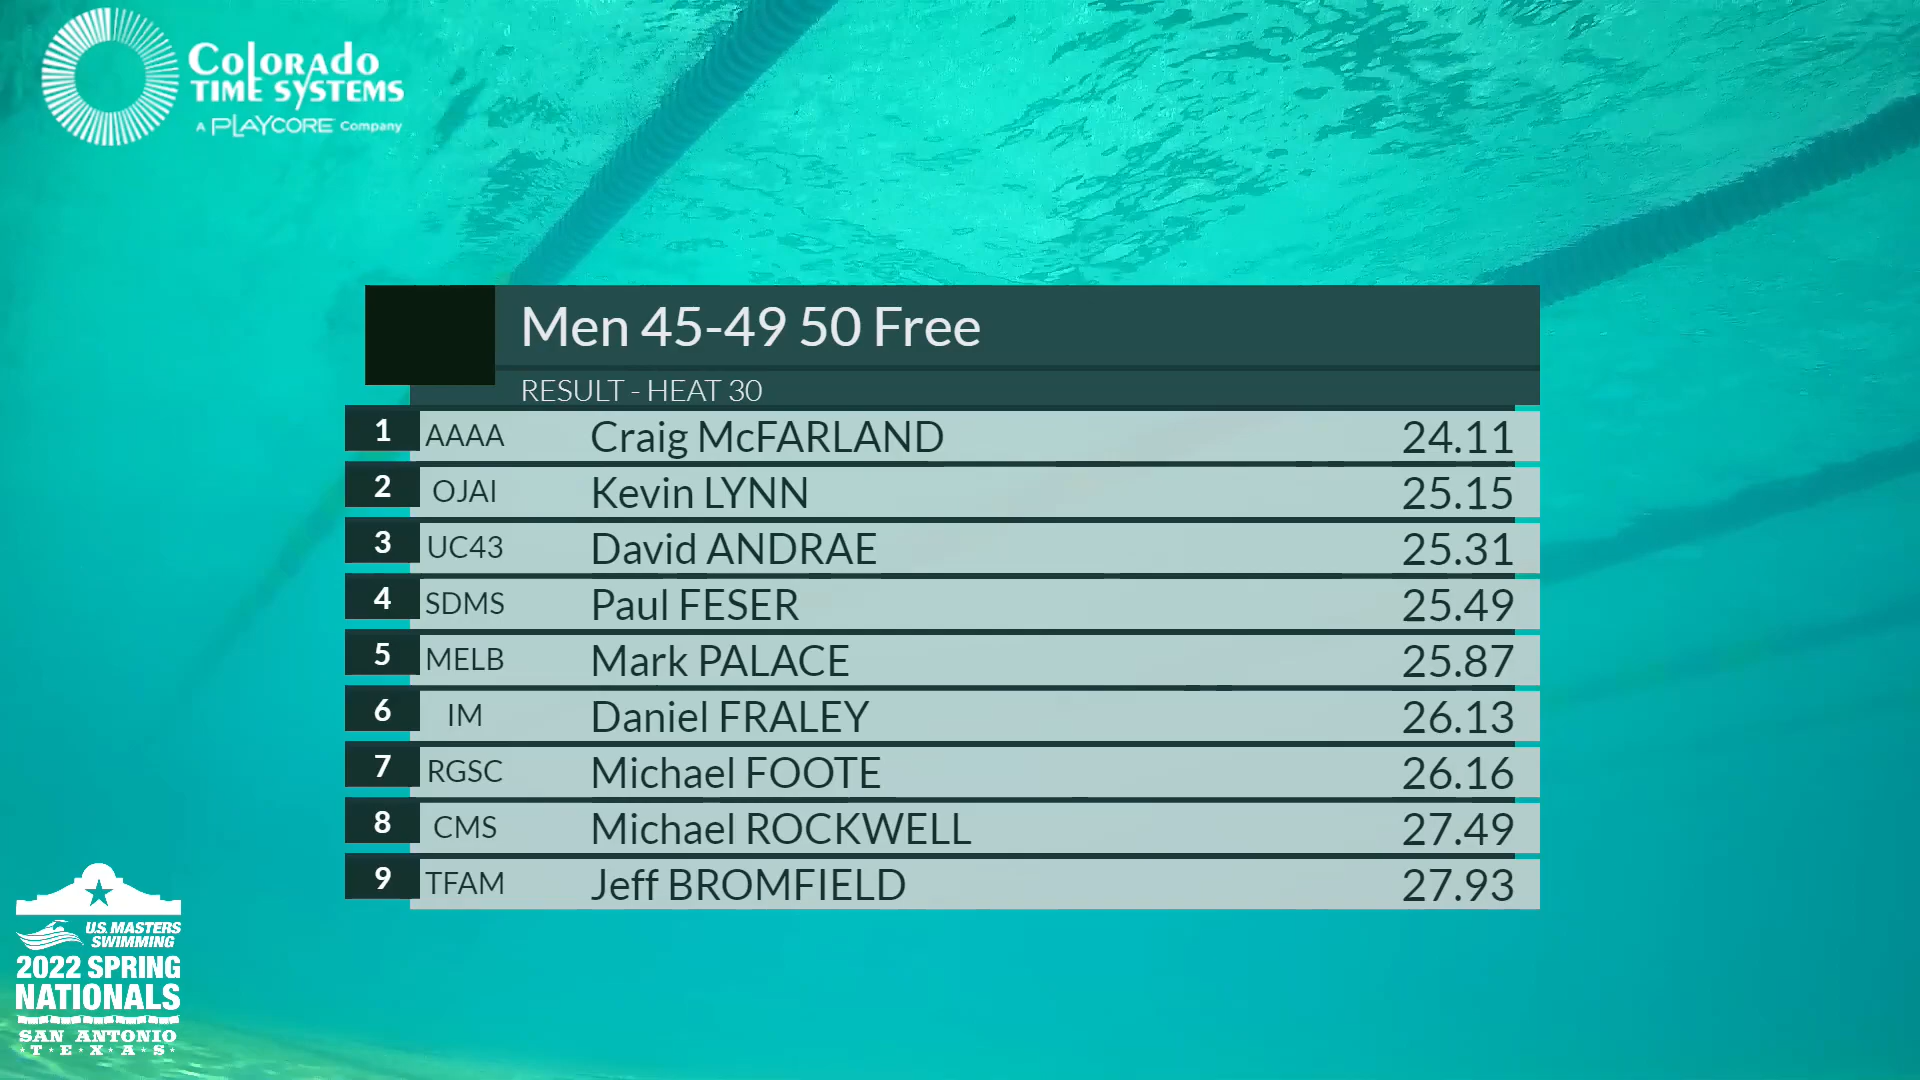 COLORADO
TIME SYSTEMS
A PLAYCORE Company
Men 45-49 50 Free
RESULT - HEAT 30
1 AAAA Craig McFARLAND 24.11
2 OJAI Kevin LYNN 25.15
3 UC43 David ANDRAE 25.31
4 SDMS Paul FESER 25.49
5 MELB Mark PALACE 25.87
6 IM Daniel FRALEY 26.13
7 RGSC Michael FOOTE 26.16
8 CMS Michael ROCKWELL 27.49
9 TFAM Jeff BROMFIELD 27.93
U.S. MASTERS
SWIMMING
2022 SPRING
NATIONALS
SAN ANTONIO
T·E·X·A·S